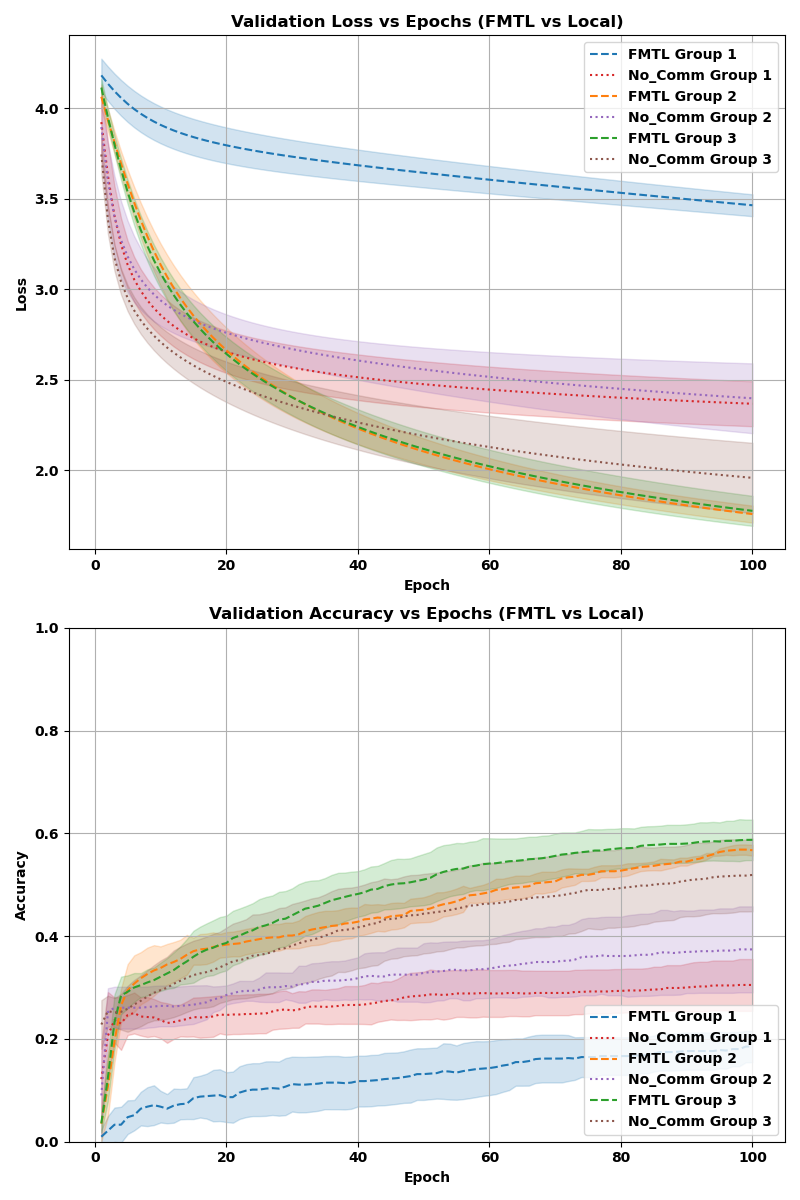 Validation Loss vs Epochs (FMTL vs Local)
FMTL Group 1
No_Comm Group 1
FMTL Group 2
No_Comm Group 2
FMTL Group 3
No_Comm Group 3
4.0
3.5
3.0
2.5
2.0
Loss
0 20 40 60 80 100
Epoch
Validation Accuracy vs Epochs (FMTL vs Local)
1.0
0.8
0.6
0.4
0.2
0.0
Accuracy
FMTL Group 1
No_Comm Group 1
FMTL Group 2
No_Comm Group 2
FMTL Group 3
No_Comm Group 3
0 20 40 60 80 100
Epoch